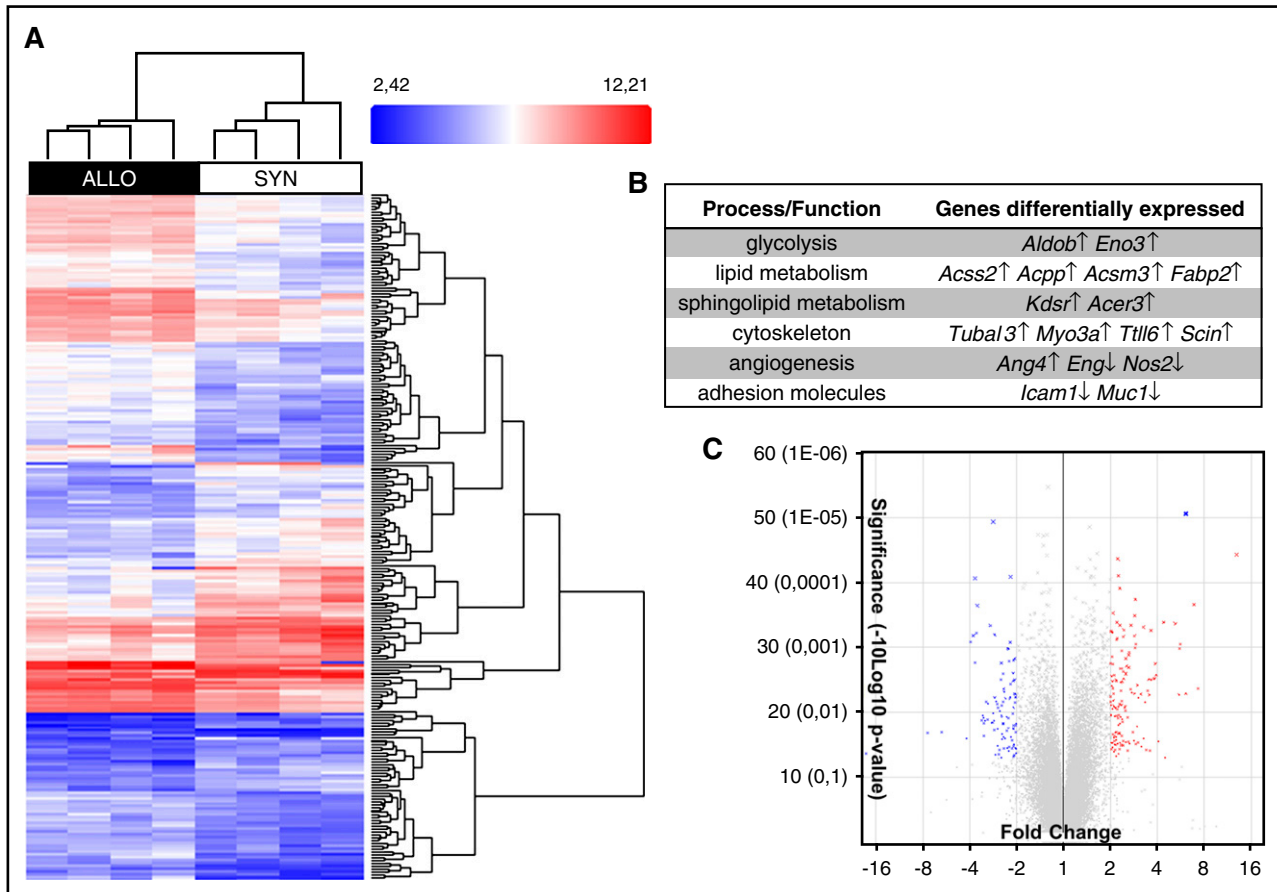 A
2,42 12,21
ALLO SYN
B
Process/Function Genes differentially expressed
glycolysis Aldob↑ Eno3↑
lipid metabolism Acss2↑ Acpp↑ Acsm3↑ Fabp2↑
sphingolipid metabolism Kdsr↑ Acer3↑
cytoskeleton Tubal3↑ Myo3a↑ Ttll6↑ Scin↑
angiogenesis Ang4↑ Eng↓ Nos2↓
adhesion molecules Icam1↓ Muc1↓
C
60 (1E-06)
50 (1E-05)
40 (0,0001)
30 (0,001)
20 (0,01)
10 (0,1)
Significance (-10Log10 p-value)
Fold Change
-16 -8 -4 -2 1 2 4 8 16